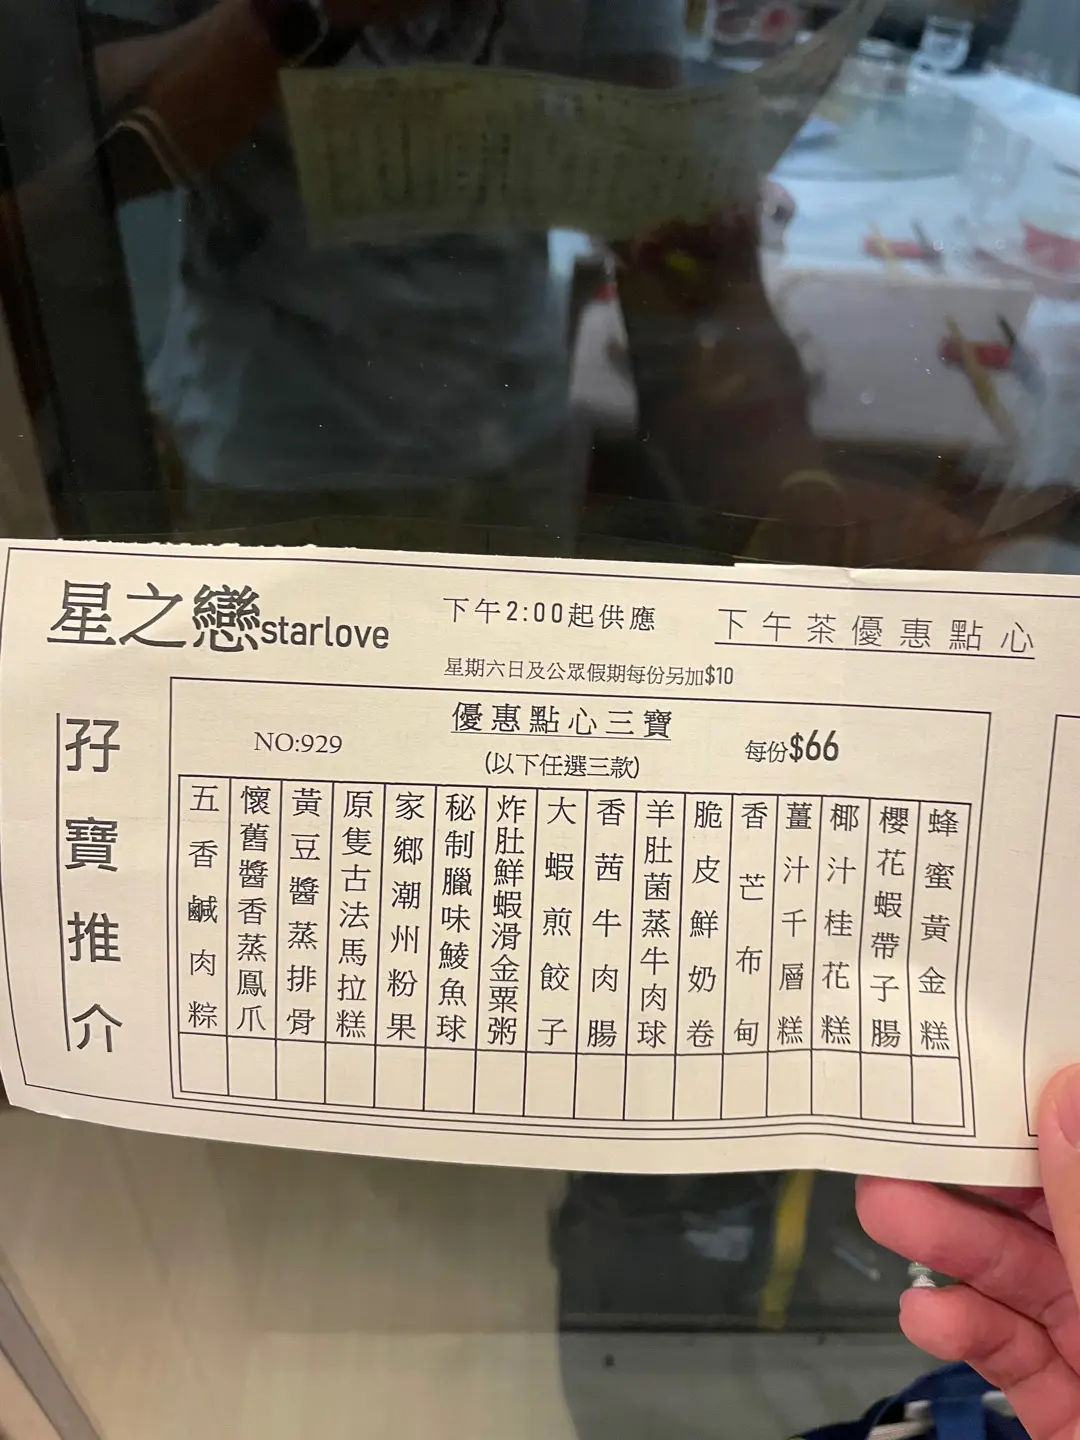 星之戀starlove
下午2:00起供應
下午茶優惠點心
星期六日及公眾假期每份另加$10
孖寶推介
優惠點心三寶
NO:929
(以下任選三款)
每份$66
五香鹹肉粽
懷舊醬香蒸鳳爪
黃豆醬蒸排骨
原隻古法馬拉糕
家鄉潮州粉果
秘制臘味鯪魚球
炸肚鮮蝦滑金粟粥
大蝦煎餃子
香茜牛肉腸
羊肚菌蒸牛肉球
脆皮鮮奶卷
香芒布甸
薑汁千層糕
椰汁桂花糕
櫻花蝦帶子腸
蜂蜜黃金糕